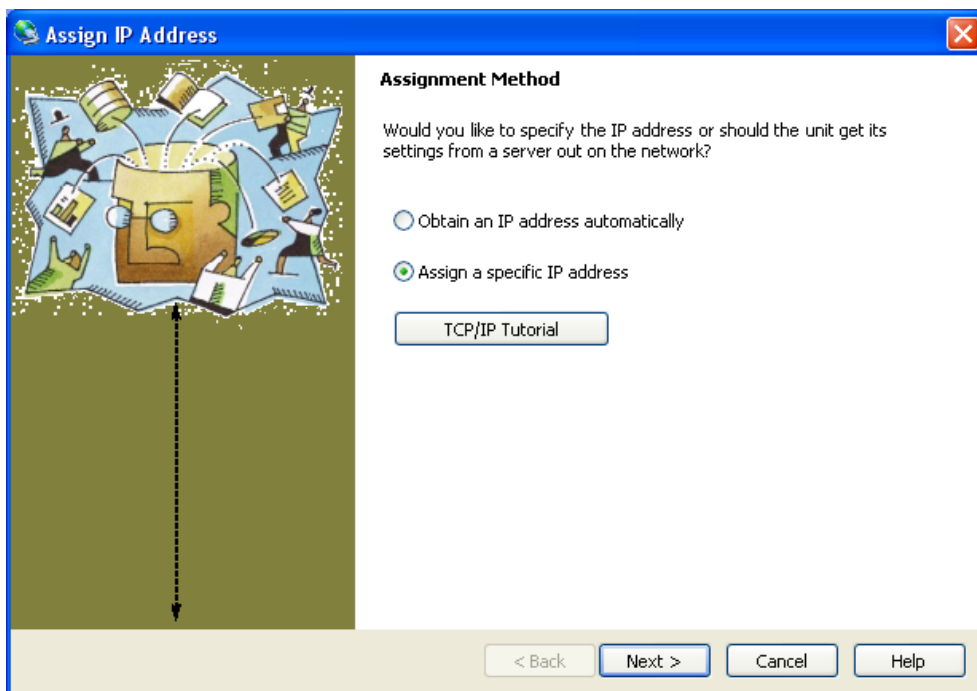 Assign IP Address
Assignment Method
Would you like to specify the IP address or should the unit get its
settings from a server out on the network?
Obtain an IP address automatically
Assign a specific IP address
TCP/IP Tutorial
< Back
Next >
Cancel
Help